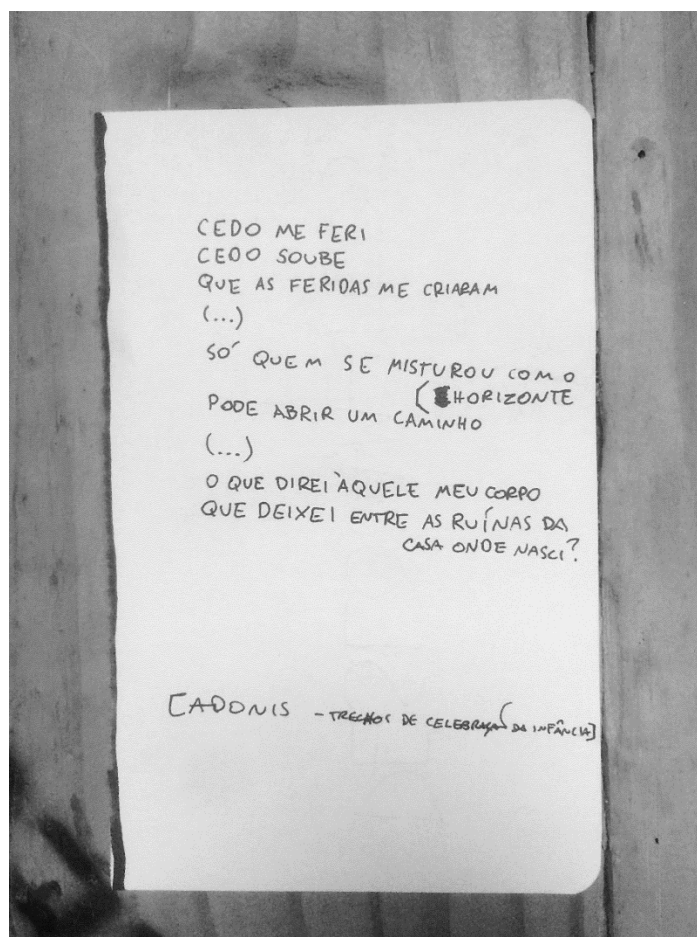 CEDO ME FERI
CEDO SOUBE
QUE AS FERIDAS ME CRIARAM
(...)
SÓ QUEM SE MISTUROU COM O
(HORIZONTE
PODE ABRIR UM CAMINHO
(...)
O QUE DIREI ÀQUELE MEU CORPO
QUE DEIXEI ENTRE AS RUÍNAS DA
CASA ONDE NASCI?
[ADONIS - TRECHOS DE CELEBRAÇÃO DA INFÂNCIA]